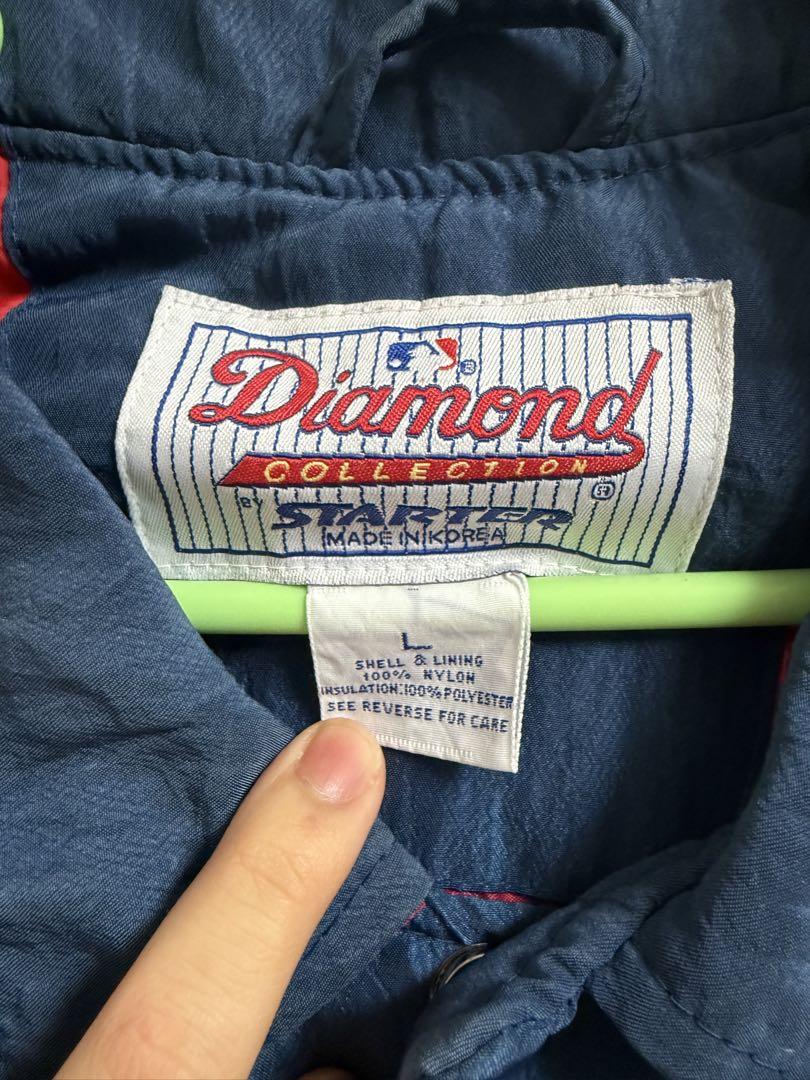 Diamond
COLLECTION
BY STARTER
MADE IN KOREA
L
SHELL & LINING
100% NYLON
INSULATION:100%POLYESTER
SEE REVERSE FOR CARE